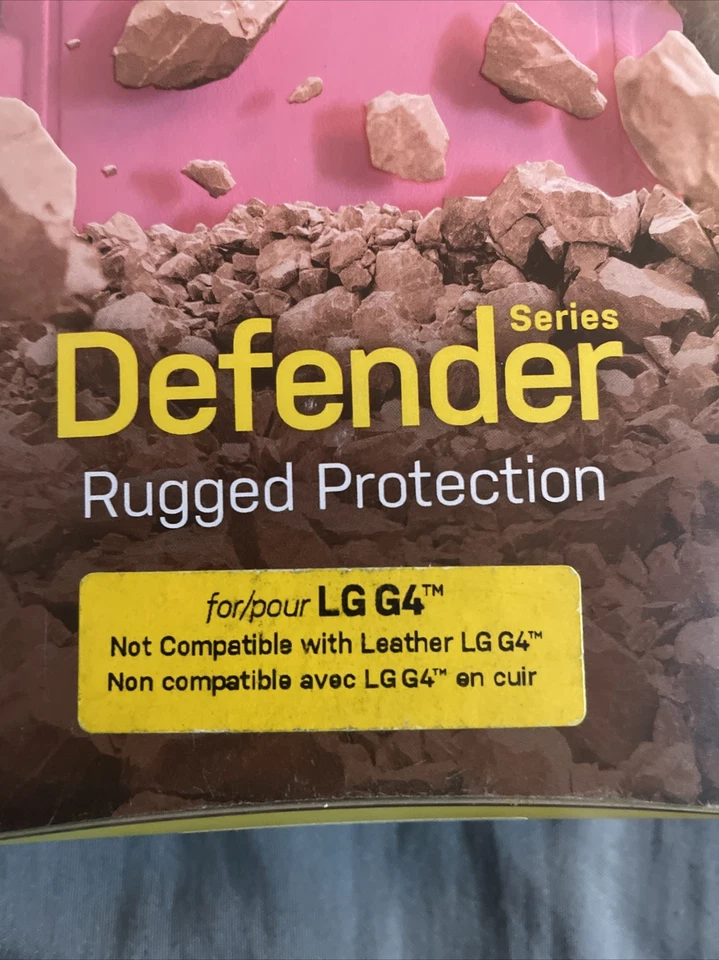 Series
Defender
Rugged Protection
for/pour LG G4™
Not Compatible with Leather LG G4™
Non compatible avec LG G4™ en cuir